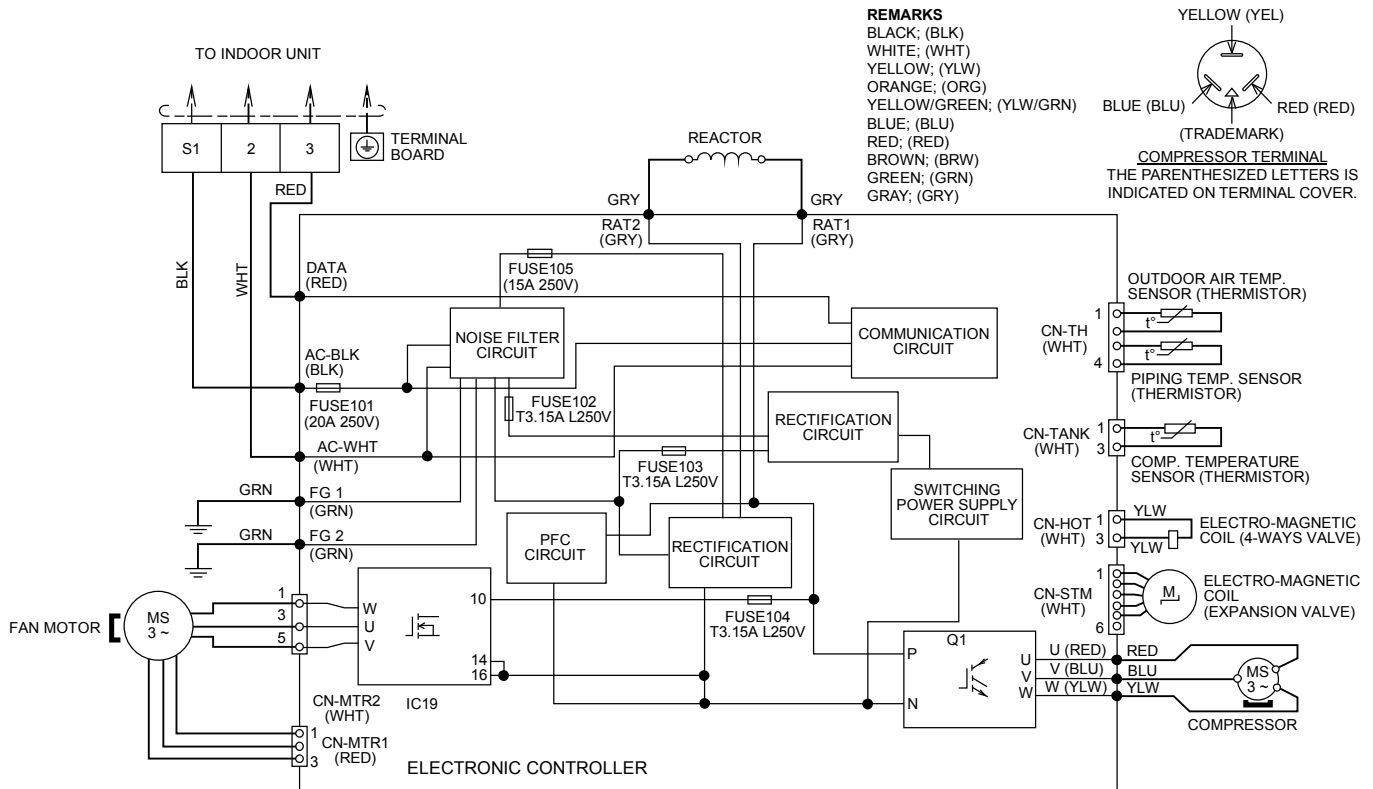 TO INDOOR UNIT
S1
2
3
TERMINAL
BOARD
RED
BLK
WHT
REACTOR
GRY
GRY
RAT2
(GRY)
RAT1
(GRY)
REMARKS
BLACK; (BLK)
WHITE; (WHT)
YELLOW; (YLW)
ORANGE; (ORG)
YELLOW/GREEN; (YLW/GRN)
BLUE; (BLU)
RED; (RED)
BROWN; (BRW)
GREEN; (GRN)
GRAY; (GRY)
YELLOW (YEL)
BLUE (BLU)
RED (RED)
(TRADEMARK)
COMPRESSOR TERMINAL
THE PARENTHESIZED LETTERS IS
INDICATED ON TERMINAL COVER.
DATA
(RED)
FUSE105
(15A 250V)
NOISE FILTER
CIRCUIT
COMMUNICATION
CIRCUIT
AC-BLK
(BLK)
FUSE101
(20A 250V)
FUSE102
T3.15A L250V
RECTIFICATION
CIRCUIT
AC-WHT
(WHT)
FUSE103
T3.15A L250V
SWITCHING
POWER SUPPLY
CIRCUIT
GRN
FG 1
(GRN)
GRN
FG 2
(GRN)
PFC
CIRCUIT
RECTIFICATION
CIRCUIT
FUSE104
T3.15A L250V
FAN MOTOR
MS
3 ~
1
3
5
W
U
V
10
14
16
IC19
CN-MTR2
(WHT)
1
3
CN-MTR1
(RED)
ELECTRONIC CONTROLLER
Q1
P
N
U
V
W
U (RED)
V (BLU)
W (YLW)
RED
BLU
YLW
MS
3 ~
COMPRESSOR
OUTDOOR AIR TEMP.
SENSOR (THERMISTOR)
CN-TH
(WHT)
1
4
t°
t°
PIPING TEMP. SENSOR
(THERMISTOR)
CN-TANK
(WHT)
1
3
t°
COMP. TEMPERATURE
SENSOR (THERMISTOR)
CN-HOT
(WHT)
1
3
YLW
YLW
ELECTRO-MAGNETIC
COIL (4-WAYS VALVE)
CN-STM
(WHT)
1
6
M
ELECTRO-MAGNETIC
COIL
(EXPANSION VALVE)